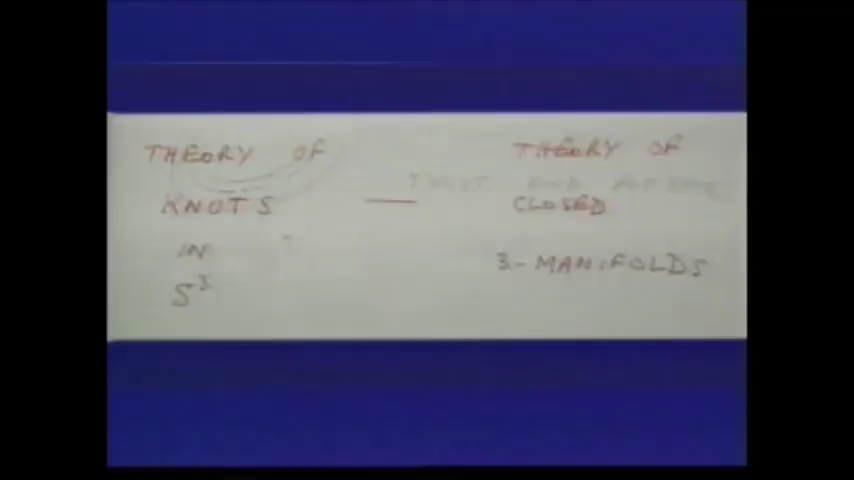 THEORY OF
KNOTS
IN
S³
—
THEORY OF
CLOSED
3-MANIFOLDS